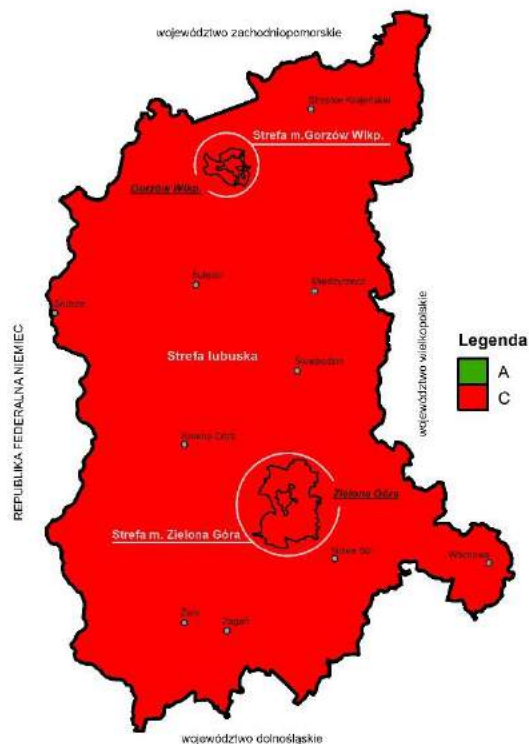 województwo zachodniopomorskie
Strzelce Krajeńskie
Strefa m.Gorzów Wlkp.
Gorzów Wlkp.
Sulęcin
Międzyrzecz
Słubice
Strefa lubuska
Świebodzin
REPUBLIKA FEDERALNA NIEMIEC
województwo wielkopolskie
Legenda
A
C
Krosno Odrz.
Zielona Góra
Strefa m. Zielona Góra
Nowa Sól
Wschowa
Żary
Żagań
województwo dolnośląskie